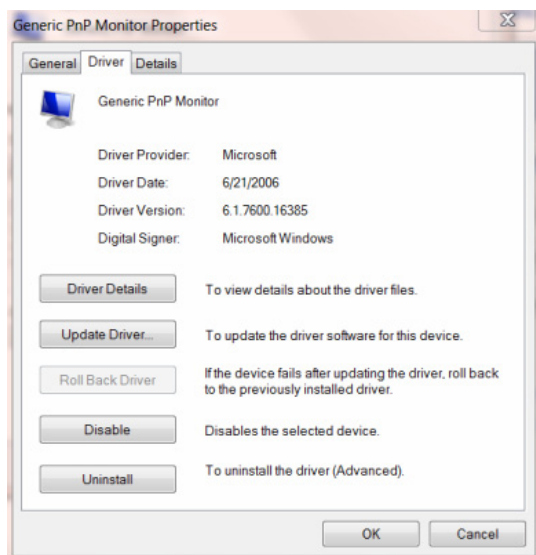 Generic PnP Monitor Properties
General Driver Details
Generic PnP Monitor
Driver Provider: Microsoft
Driver Date: 6/21/2006
Driver Version: 6.1.7600.16385
Digital Signer: Microsoft Windows
Driver Details To view details about the driver files.
Update Driver... To update the driver software for this device.
Roll Back Driver If the device fails after updating the driver, roll back
to the previously installed driver.
Disable Disables the selected device.
Uninstall To uninstall the driver (Advanced).
OK Cancel